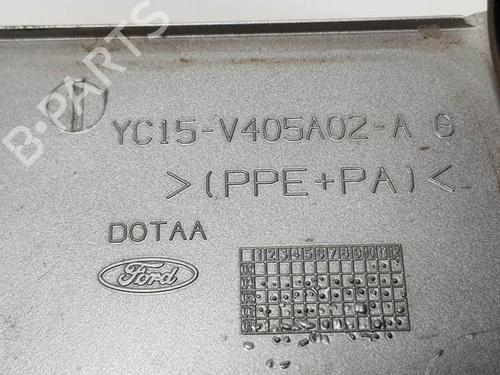 B-PARTS
YC15-V405A02-A G
>(PPE+PA)<
DOTAA
Ford
1 2 3 4 5 6 7 8 9 10 11 12